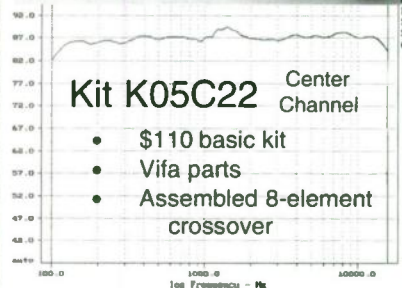 92.0
87.0
82.0
77.0
72.0
67.0
62.0
57.0
52.0
47.0
42.0
auto
Kit K05C22 Center Channel
• $110 basic kit
• Vifa parts
• Assembled 8-element
crossover
100.0 1000.0 10000.0
log Frequency - Hz